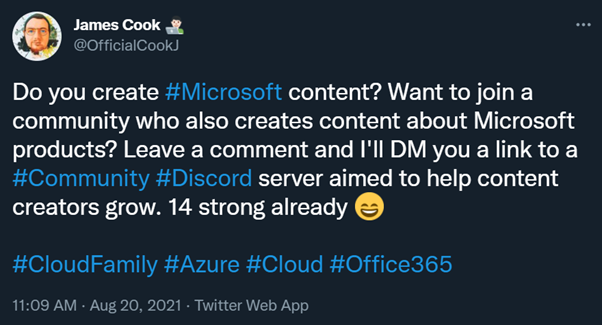 James Cook 👨🏻‍💻
@OfficialCookJ
Do you create #Microsoft content? Want to join a
community who also creates content about Microsoft
products? Leave a comment and I'll DM you a link to a
#Community #Discord server aimed to help content
creators grow. 14 strong already 😄
#CloudFamily #Azure #Cloud #Office365
11:09 AM · Aug 20, 2021 · Twitter Web App